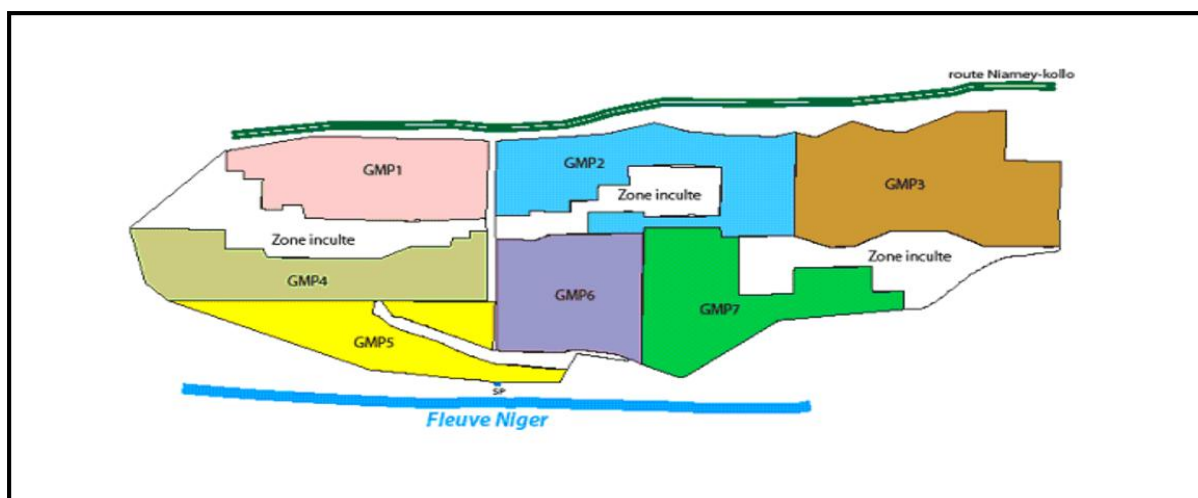 route Niamey-kollo
GMP1
GMP2
GMP3
Zone inculte
Zone inculte
Zone inculte
GMP4
GMP6
GMP7
GMP5
SP
Fleuve Niger